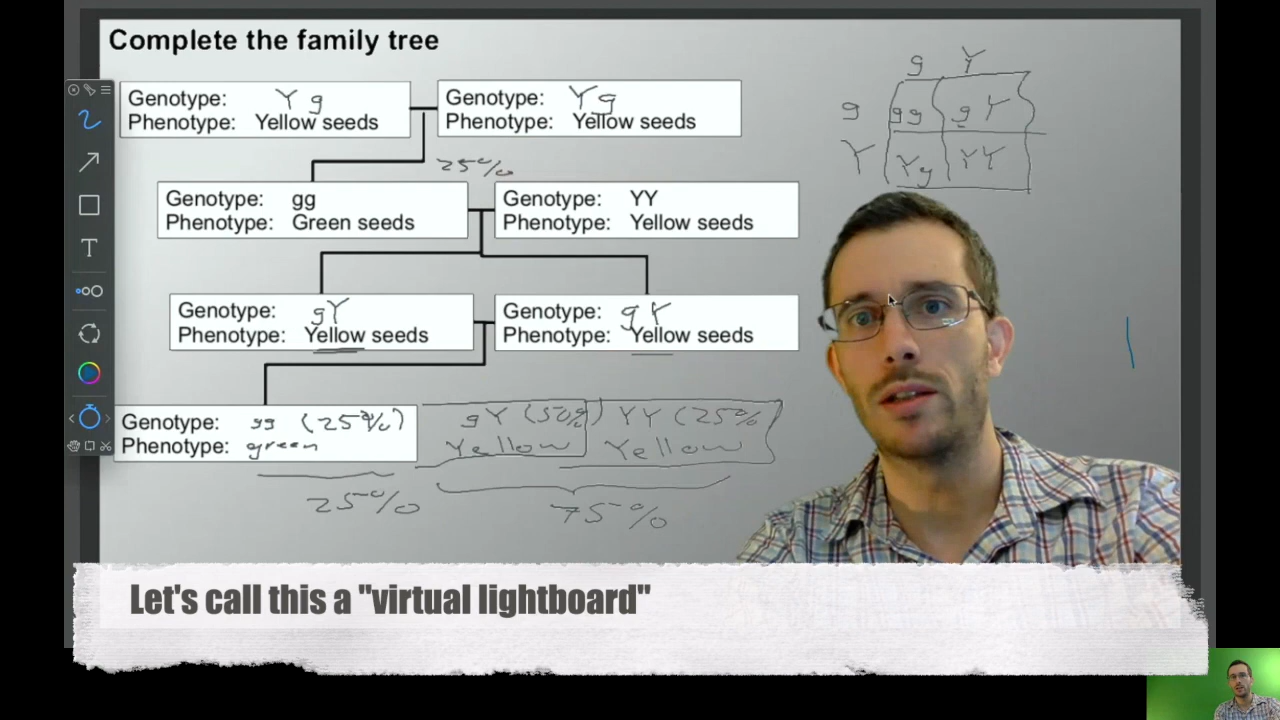 Complete the family tree
g Y
Genotype: Y g
Phenotype: Yellow seeds
Genotype: Yg
Phenotype: Yellow seeds
g gg gY
Y Yg YY
25%
Genotype: gg
Phenotype: Green seeds
Genotype: YY
Phenotype: Yellow seeds
Genotype: gY
Phenotype: Yellow seeds
Genotype: gY
Phenotype: Yellow seeds
Genotype: gg (25%)
Phenotype: green
gY (50%)
Yellow
YY (25%
Yellow
25%
75%
T
Let's call this a "virtual lightboard"